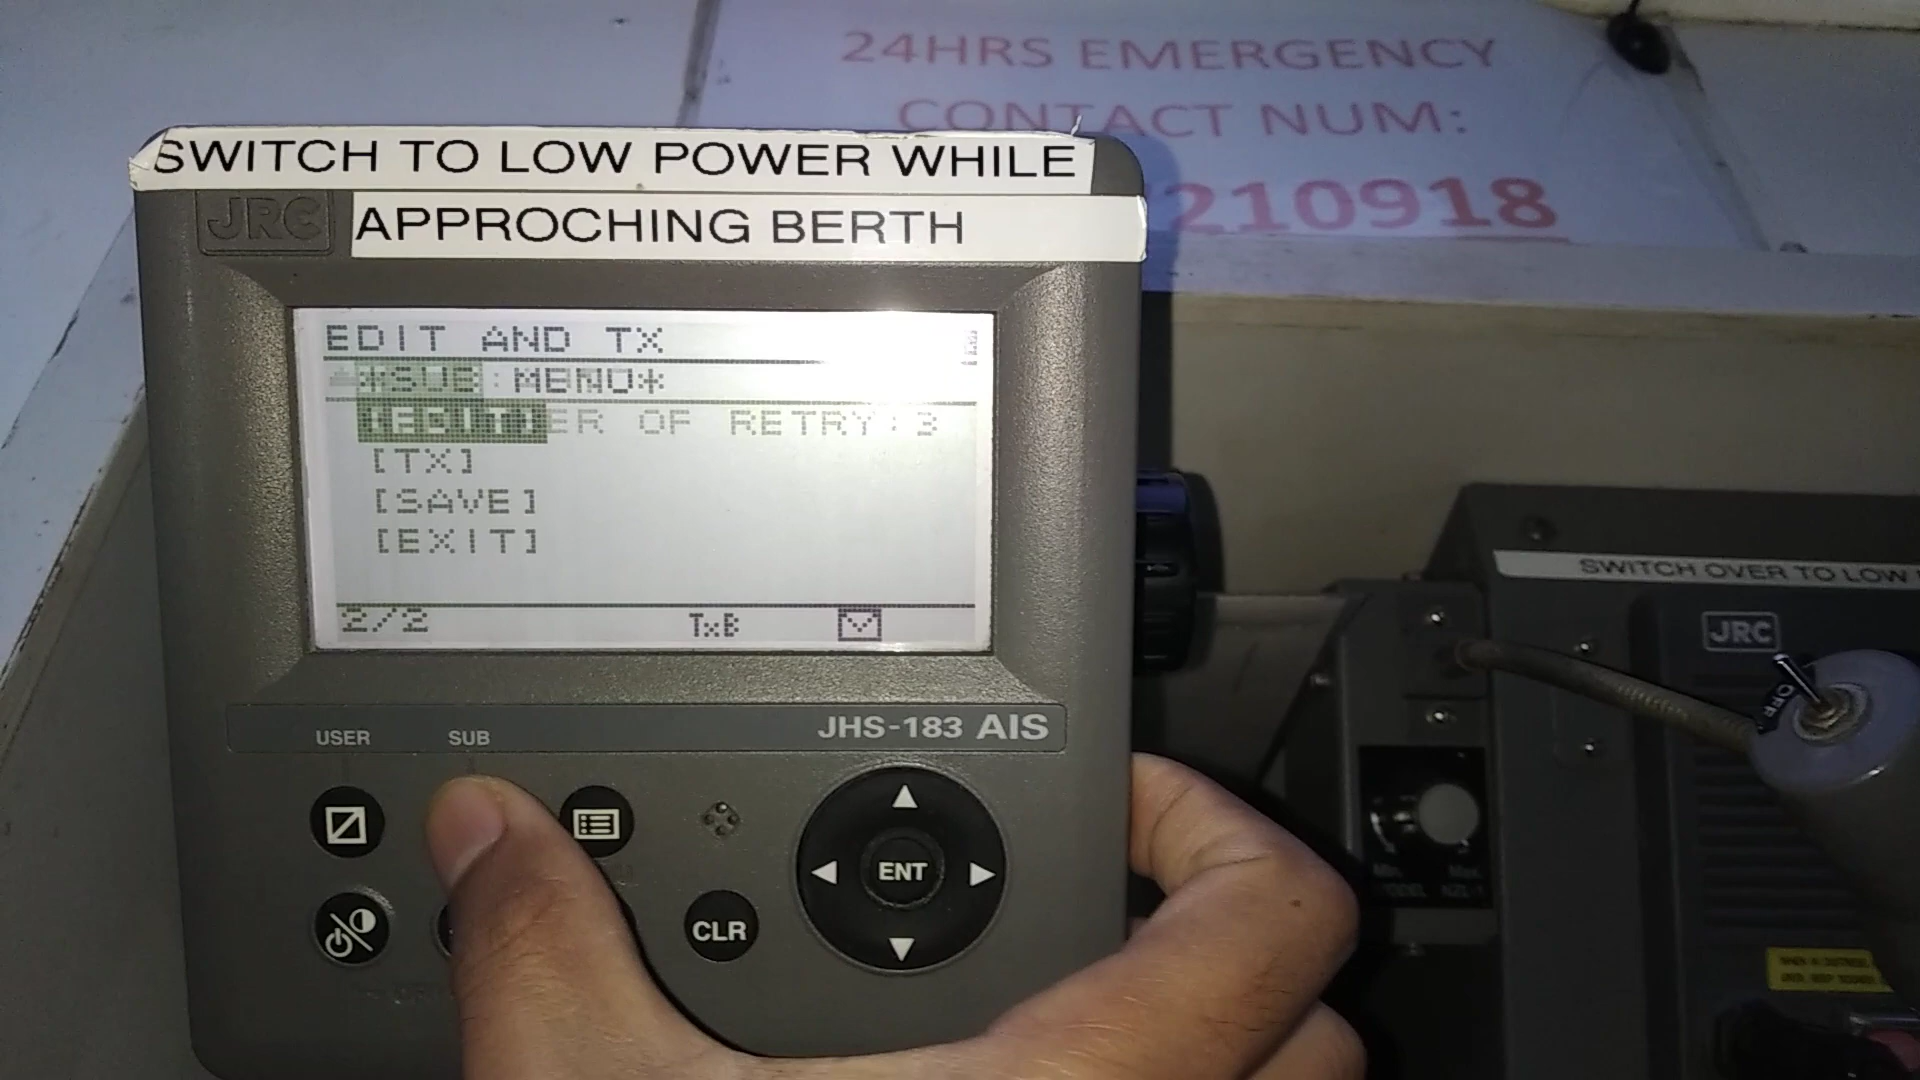 24HRS EMERGENCY
CONTACT NUM:
210918
SWITCH TO LOW POWER WHILE
JRC
APPROCHING BERTH
EDIT AND TX
*SUB MENU*
[EDIT]ER OF RETRY:3
[TX]
[SAVE]
[EXIT]
2/2 TxB
JHS-183 AIS
USER SUB
ENT
CLR
SWITCH OVER TO LOW
JRC
OFF
Min. Max.